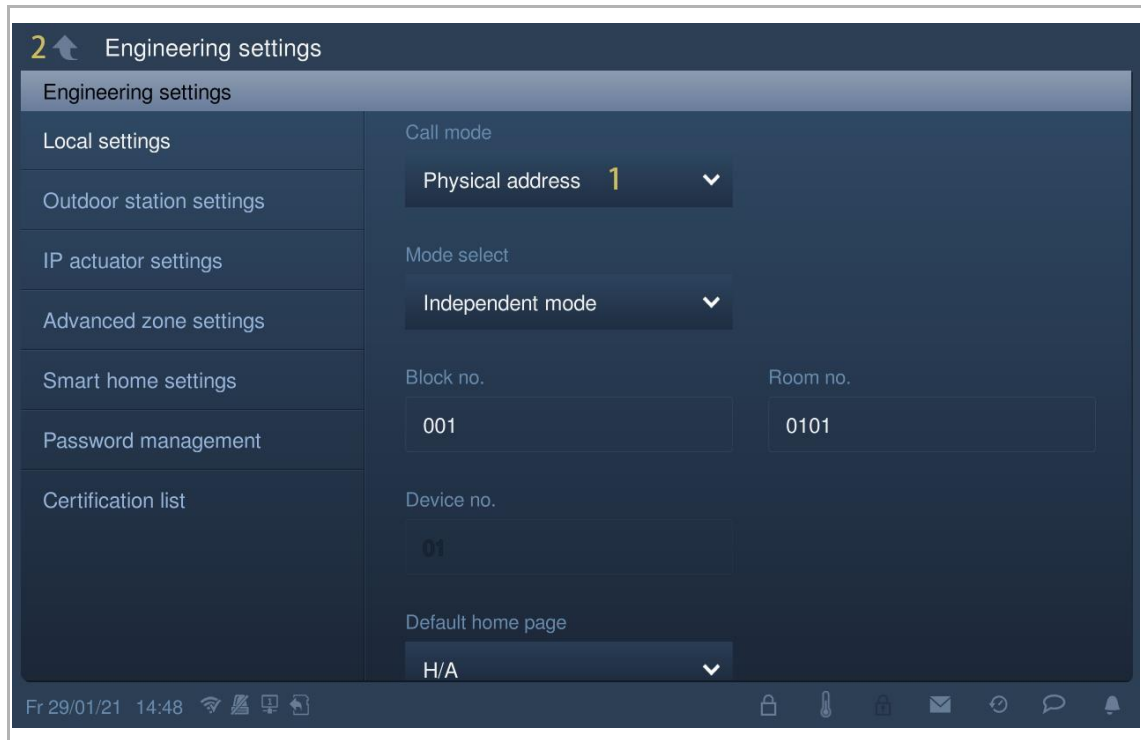 2 Engineering settings
Engineering settings
Local settings
Outdoor station settings
IP actuator settings
Advanced zone settings
Smart home settings
Password management
Certification list
Call mode
Physical address 1
Mode select
Independent mode
Block no. Room no.
001 0101
Device no.
01
Default home page
H/A
Fr 29/01/21 14:48